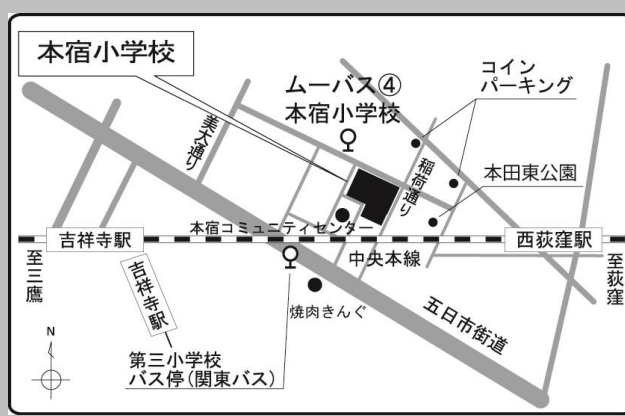 本宿小学校
ムーバス④
本宿小学校
コイン
パーキング
美大通り
稲荷通り
本田東公園
本宿コミュニティセンター
吉祥寺駅
西荻窪駅
至三鷹
中央本線
至荻窪
吉祥寺駅
焼肉きんぐ
五日市街道
N
第三小学校
バス停(関東バス)